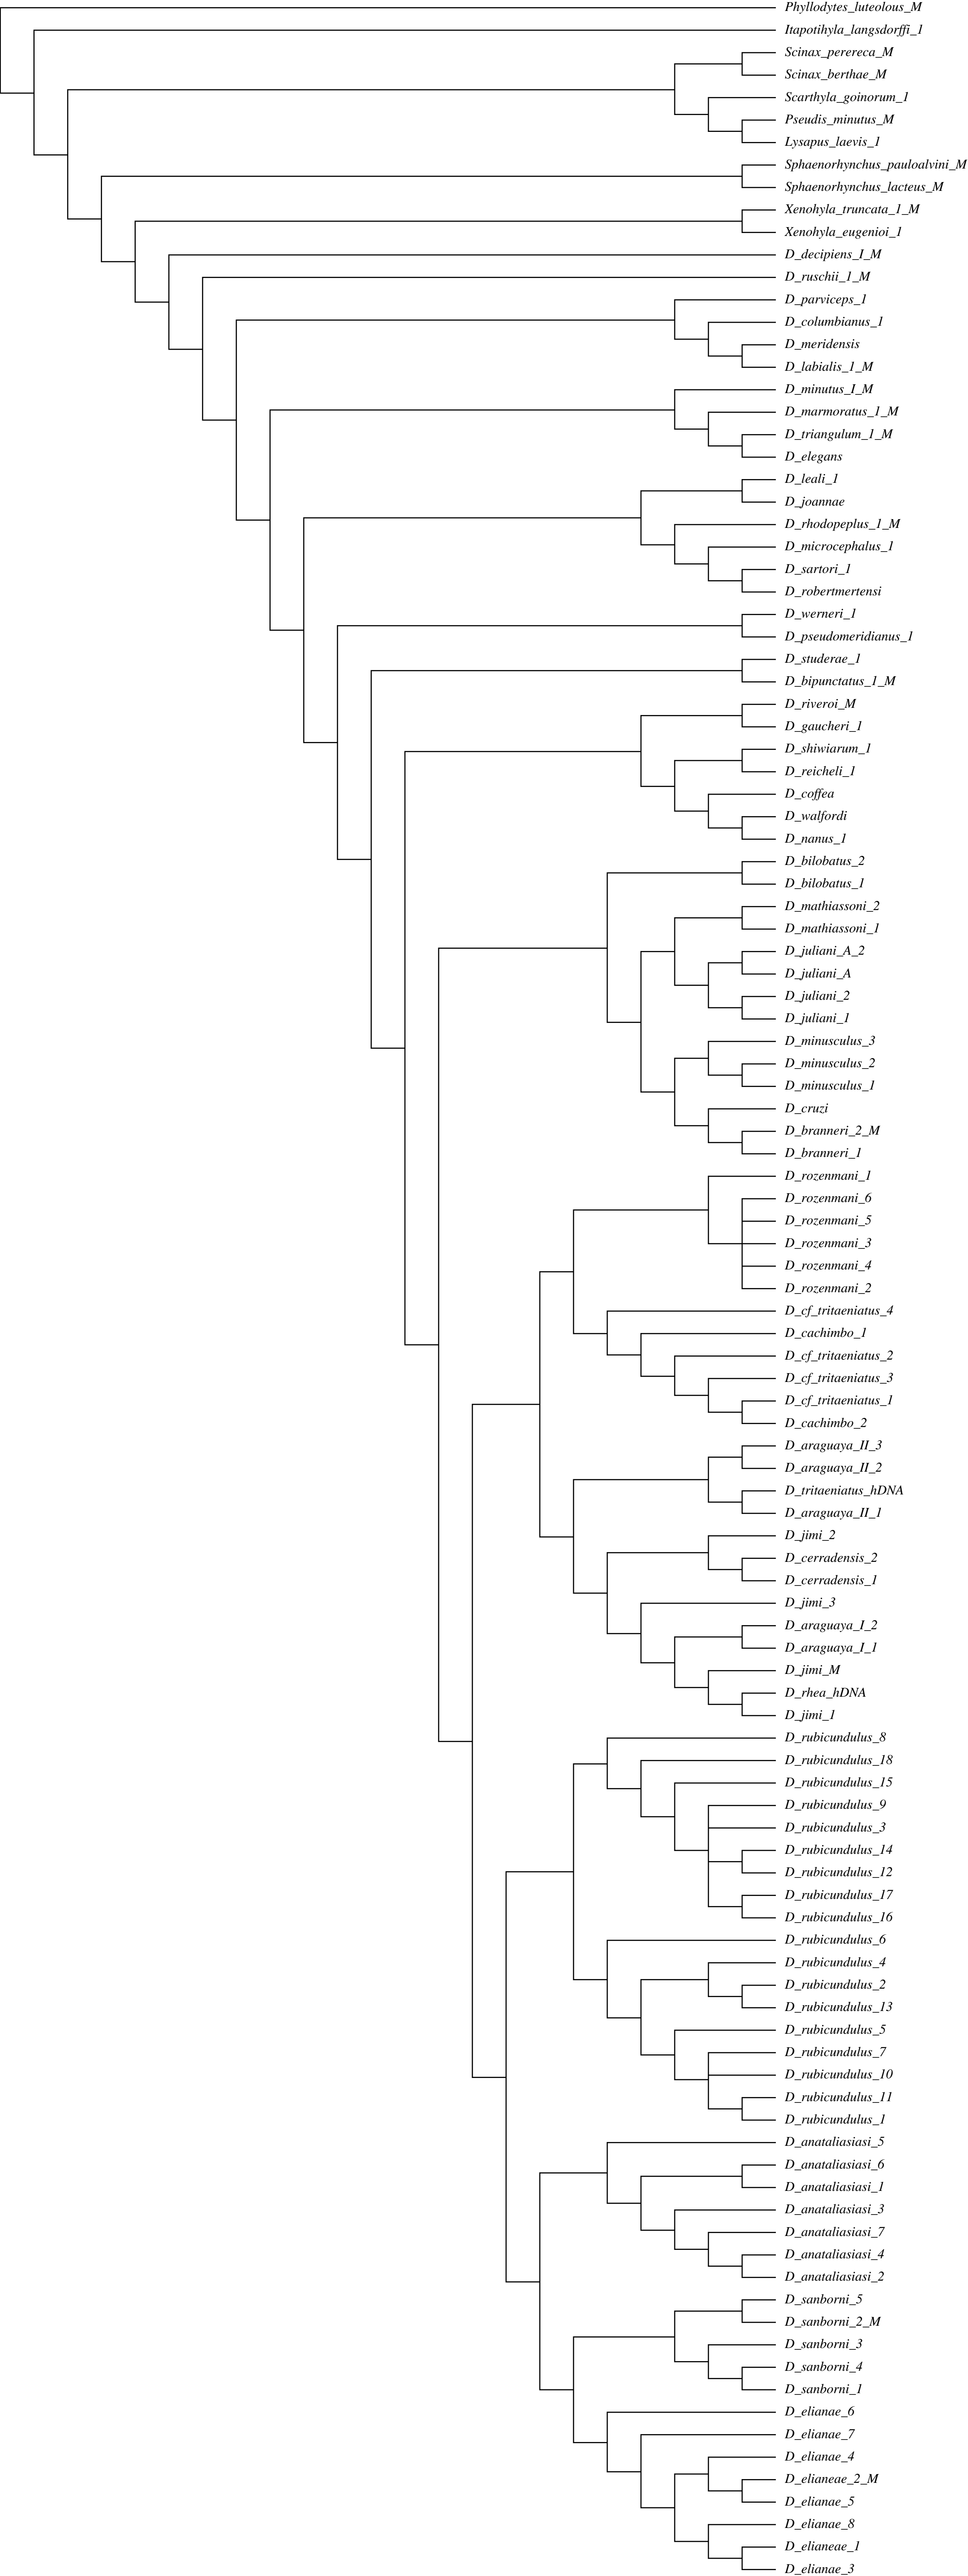 Phyllodytes_luteolous_M
Itapotihyla_langsdorffi_1
Scinax_perereca_M
Scinax_berthae_M
Scarthyla_goinorum_1
Pseudis_minutus_M
Lysapus_laevis_1
Sphaenorhynchus_pauloalvini_M
Sphaenorhynchus_lacteus_M
Xenohyla_truncata_1_M
Xenohyla_eugenioi_1
D_decipiens_I_M
D_ruschii_1_M
D_parviceps_1
D_columbianus_1
D_meridensis
D_labialis_1_M
D_minutus_I_M
D_marmoratus_1_M
D_triangulum_1_M
D_elegans
D_leali_1
D_joannae
D_rhodopeplus_1_M
D_microcephalus_1
D_sartori_1
D_robertmertensi
D_werneri_1
D_pseudomeridianus_1
D_studerae_1
D_bipunctatus_1_M
D_riveroi_M
D_gaucheri_1
D_shiwiarum_1
D_reicheli_1
D_coffea
D_walfordi
D_nanus_1
D_bilobatus_2
D_bilobatus_1
D_mathiassoni_2
D_mathiassoni_1
D_juliani_A_2
D_juliani_A
D_juliani_2
D_juliani_1
D_minusculus_3
D_minusculus_2
D_minusculus_1
D_cruzi
D_branneri_2_M
D_branneri_1
D_rozenmani_1
D_rozenmani_6
D_rozenmani_5
D_rozenmani_3
D_rozenmani_4
D_rozenmani_2
D_cf_tritaeniatus_4
D_cachimbo_1
D_cf_tritaeniatus_2
D_cf_tritaeniatus_3
D_cf_tritaeniatus_1
D_cachimbo_2
D_araguaya_II_3
D_araguaya_II_2
D_tritaeniatus_hDNA
D_araguaya_II_1
D_jimi_2
D_cerradensis_2
D_cerradensis_1
D_jimi_3
D_araguaya_I_2
D_araguaya_I_1
D_jimi_M
D_rhea_hDNA
D_jimi_1
D_rubicundulus_8
D_rubicundulus_18
D_rubicundulus_15
D_rubicundulus_9
D_rubicundulus_3
D_rubicundulus_14
D_rubicundulus_12
D_rubicundulus_17
D_rubicundulus_16
D_rubicundulus_6
D_rubicundulus_4
D_rubicundulus_2
D_rubicundulus_13
D_rubicundulus_5
D_rubicundulus_7
D_rubicundulus_10
D_rubicundulus_11
D_rubicundulus_1
D_anataliasiasi_5
D_anataliasiasi_6
D_anataliasiasi_1
D_anataliasiasi_3
D_anataliasiasi_7
D_anataliasiasi_4
D_anataliasiasi_2
D_sanborni_5
D_sanborni_2_M
D_sanborni_3
D_sanborni_4
D_sanborni_1
D_elianae_6
D_elianae_7
D_elianae_4
D_elianeae_2_M
D_elianae_5
D_elianae_8
D_elianeae_1
D_elianae_3